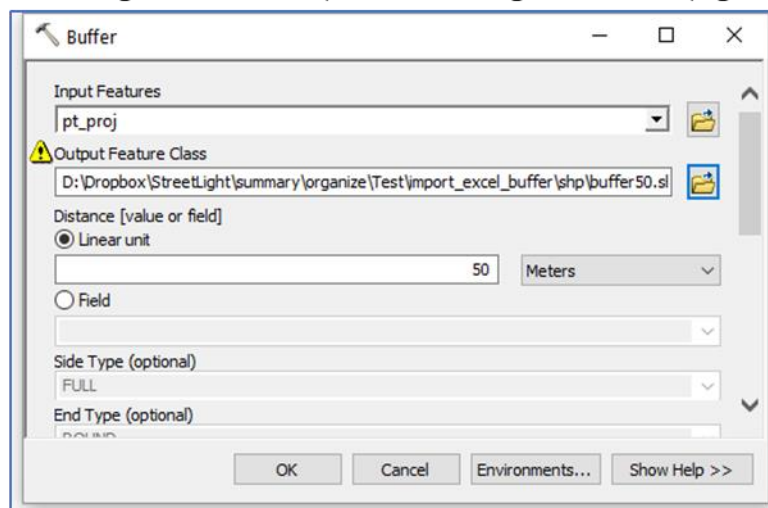 Buffer
Input Features
pt_proj
Output Feature Class
D:\Dropbox\StreetLight\summary\organize\Test\import_excel_buffer\shp\buffer50.sl
Distance [value or field]
Linear unit
50 Meters
Field
Side Type (optional)
FULL
End Type (optional)
ROUND
OK Cancel Environments... Show Help >>